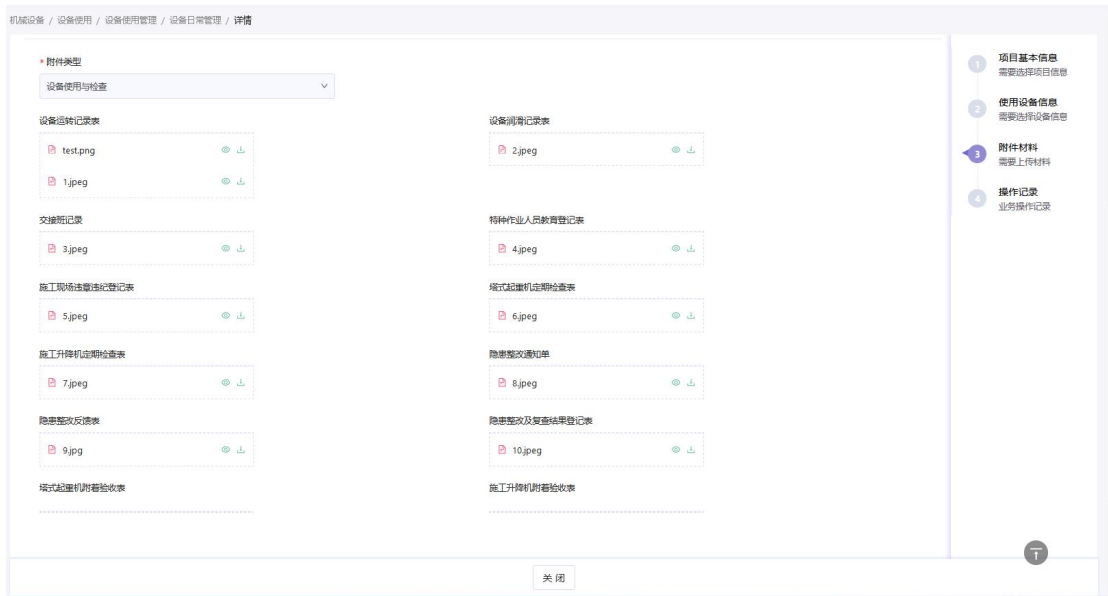 机械设备 / 设备使用 / 设备使用管理 / 设备日常管理 / 详情
* 附件类型
设备使用与检查
设备运转记录表
test.png
1.jpeg
设备润滑记录表
2.jpeg
交接班记录
3.jpeg
特种作业人员教育登记表
4.jpeg
施工现场违章违纪登记表
5.jpeg
塔式起重机定期检查表
6.jpeg
施工升降机定期检查表
7.jpeg
隐患整改通知单
8.jpeg
隐患整改反馈表
9.jpg
隐患整改及复查结果登记表
10.jpeg
塔式起重机附着验收表
施工升降机附着验收表
1
项目基本信息
需要选择项目信息
2
使用设备信息
需要选择设备信息
3
附件材料
需要上传材料
4
操作记录
业务操作记录
关 闭